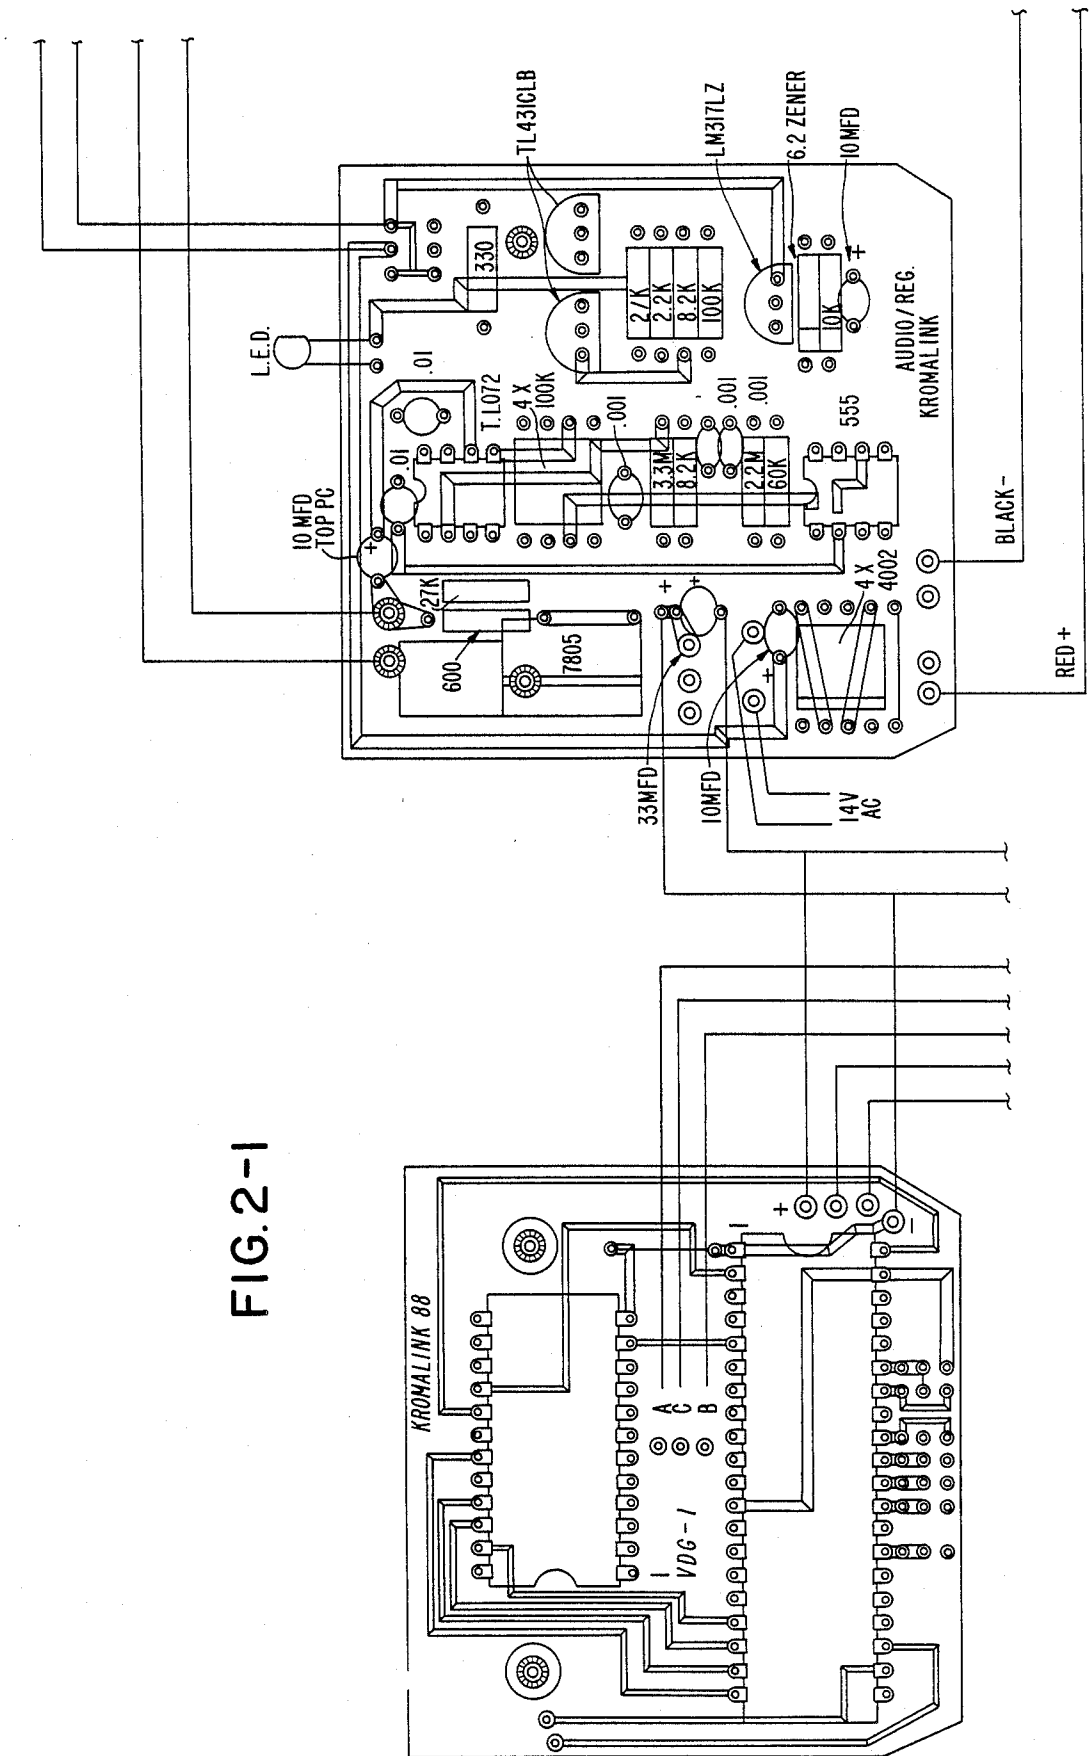 FIG.2-1
KROMALINK 88
A
C
B
I
VDG-1
+
I
–
L.E.D.
10 MFD
TOP PC
+
.01
.01
T.L072
330
TL431CLB
LM317LZ
6.2 ZENER
10MFD
+
27K
600
7805
4 X
100K
.001
2/K
2.2K
8.2K
100K
3.3M
8.2K
.001
.001
2.2M
60K
10K
555
+
+
33MFD
10MFD
+
4 X
4002
14V
AC
AUDIO/REG.
KROMALINK
BLACK-
RED+